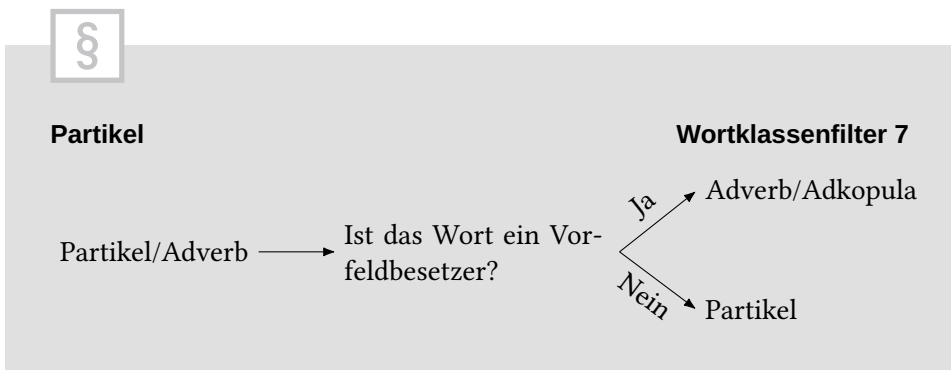 §
Partikel
Wortklassenfilter 7
Partikel/Adverb
Ist das Wort ein Vor-
feldbesetzer?
Ja
Adverb/Adkopula
Nein
Partikel